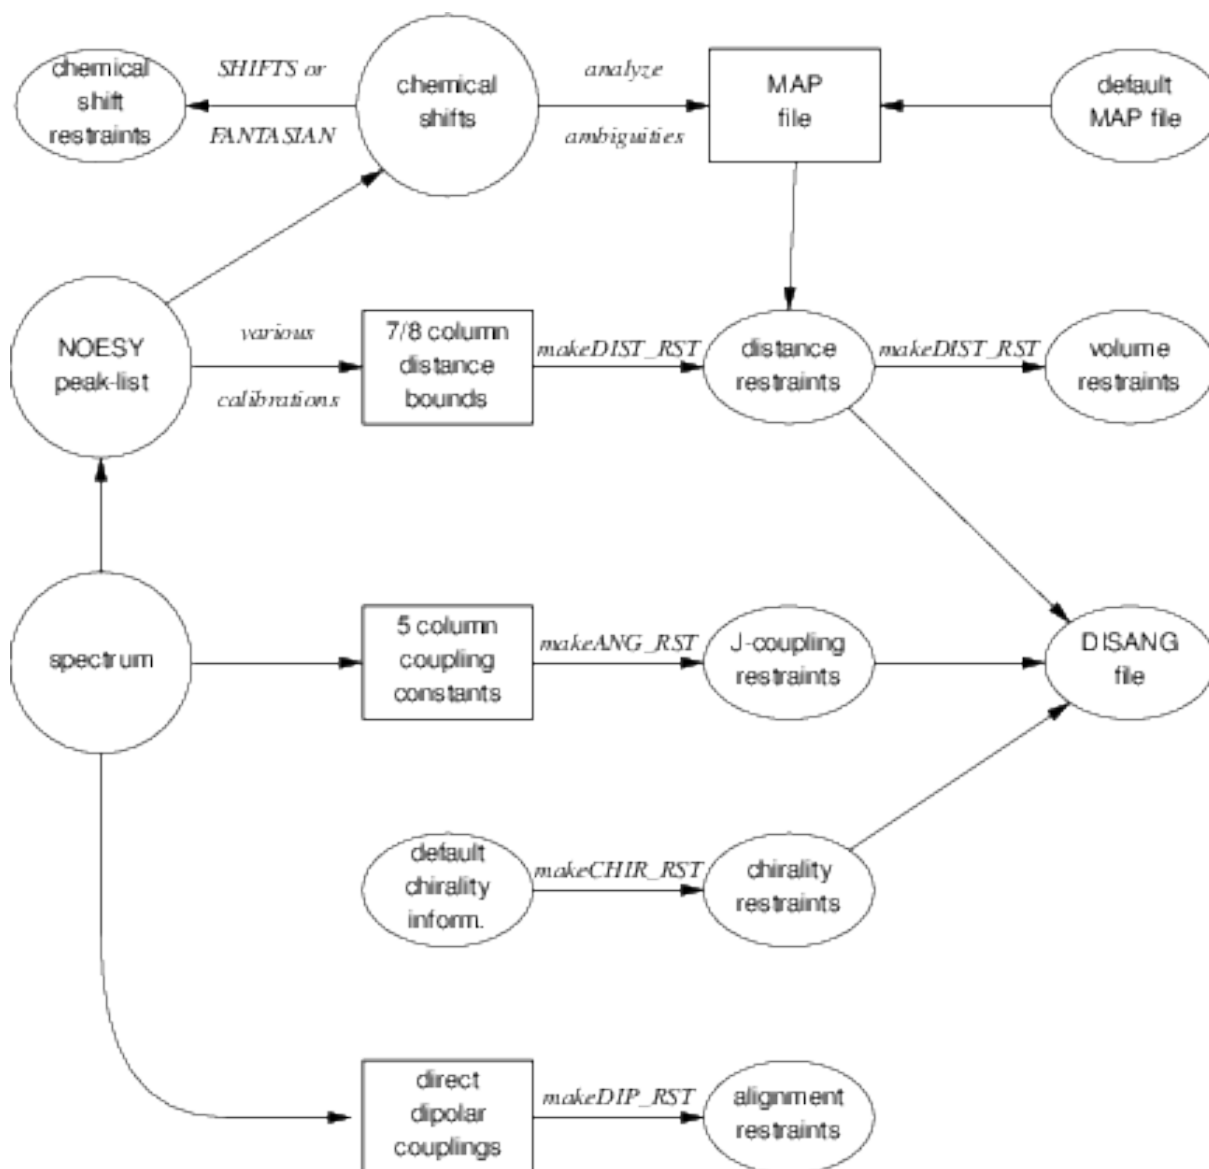 chemical
shift
restraints
SHIFTS or
FANTASIAN
chemical
shifts
analyze
ambiguities
MAP
file
default
MAP file
NOESY
peak-list
various
calibrations
7/8 column
distance
bounds
makeDIST_RST
distance
restraints
makeDIST_RST
volume
restraints
spectrum
5 column
coupling
constants
makeANG_RST
J-coupling
restraints
DISANG
file
default
chirality
inform.
makeCHIR_RST
chirality
restraints
direct
dipolar
couplings
makeDIP_RST
alignment
restraints